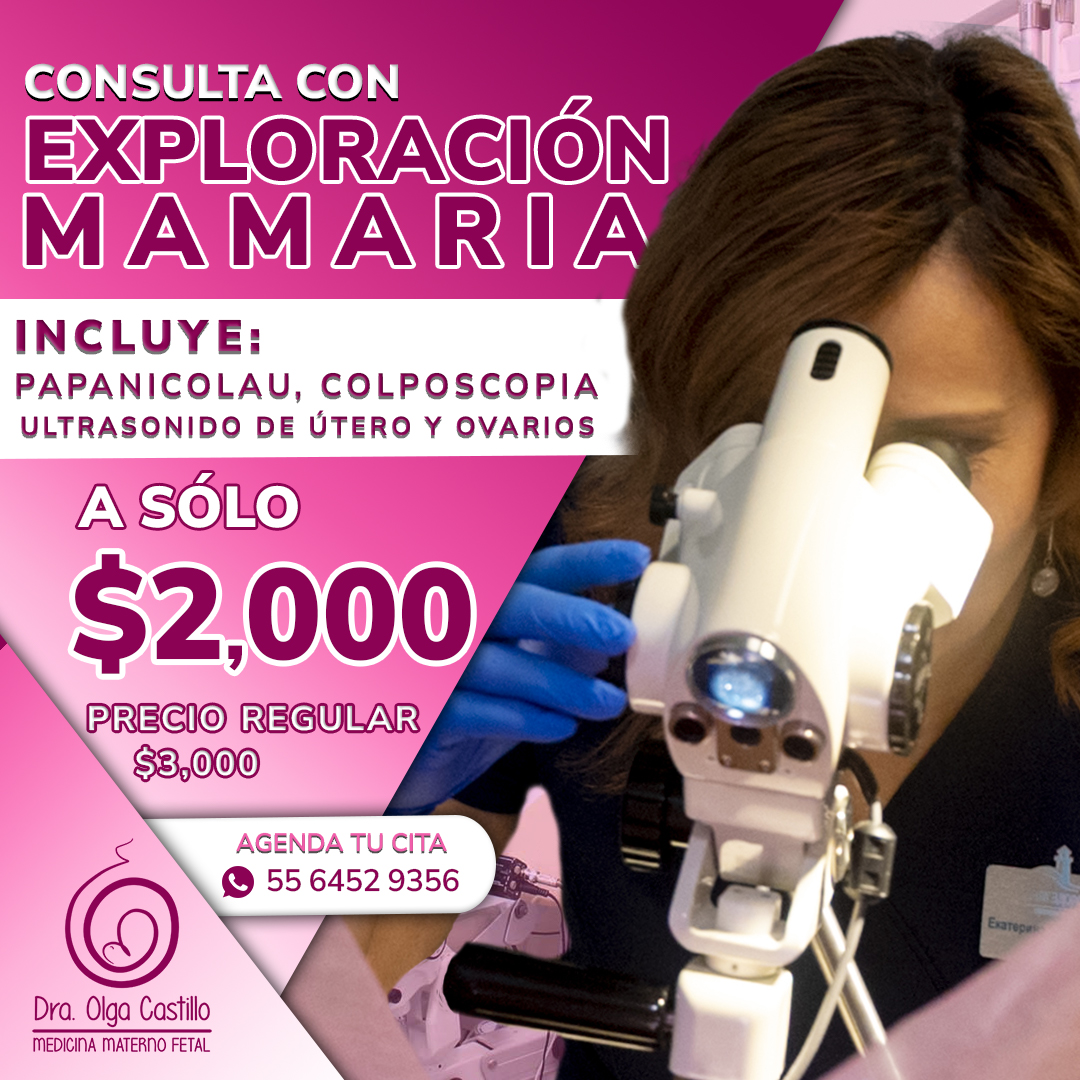 CONSULTA CON
EXPLORACIÓN
MAMARIA
INCLUYE:
PAPANICOLAU, COLPOSCOPIA
ULTRASONIDO DE ÚTERO Y OVARIOS
A SÓLO
$2,000
PRECIO REGULAR
$3,000
AGENDA TU CITA
55 6452 9356
Dra. Olga Castillo
MEDICINA MATERNO FETAL